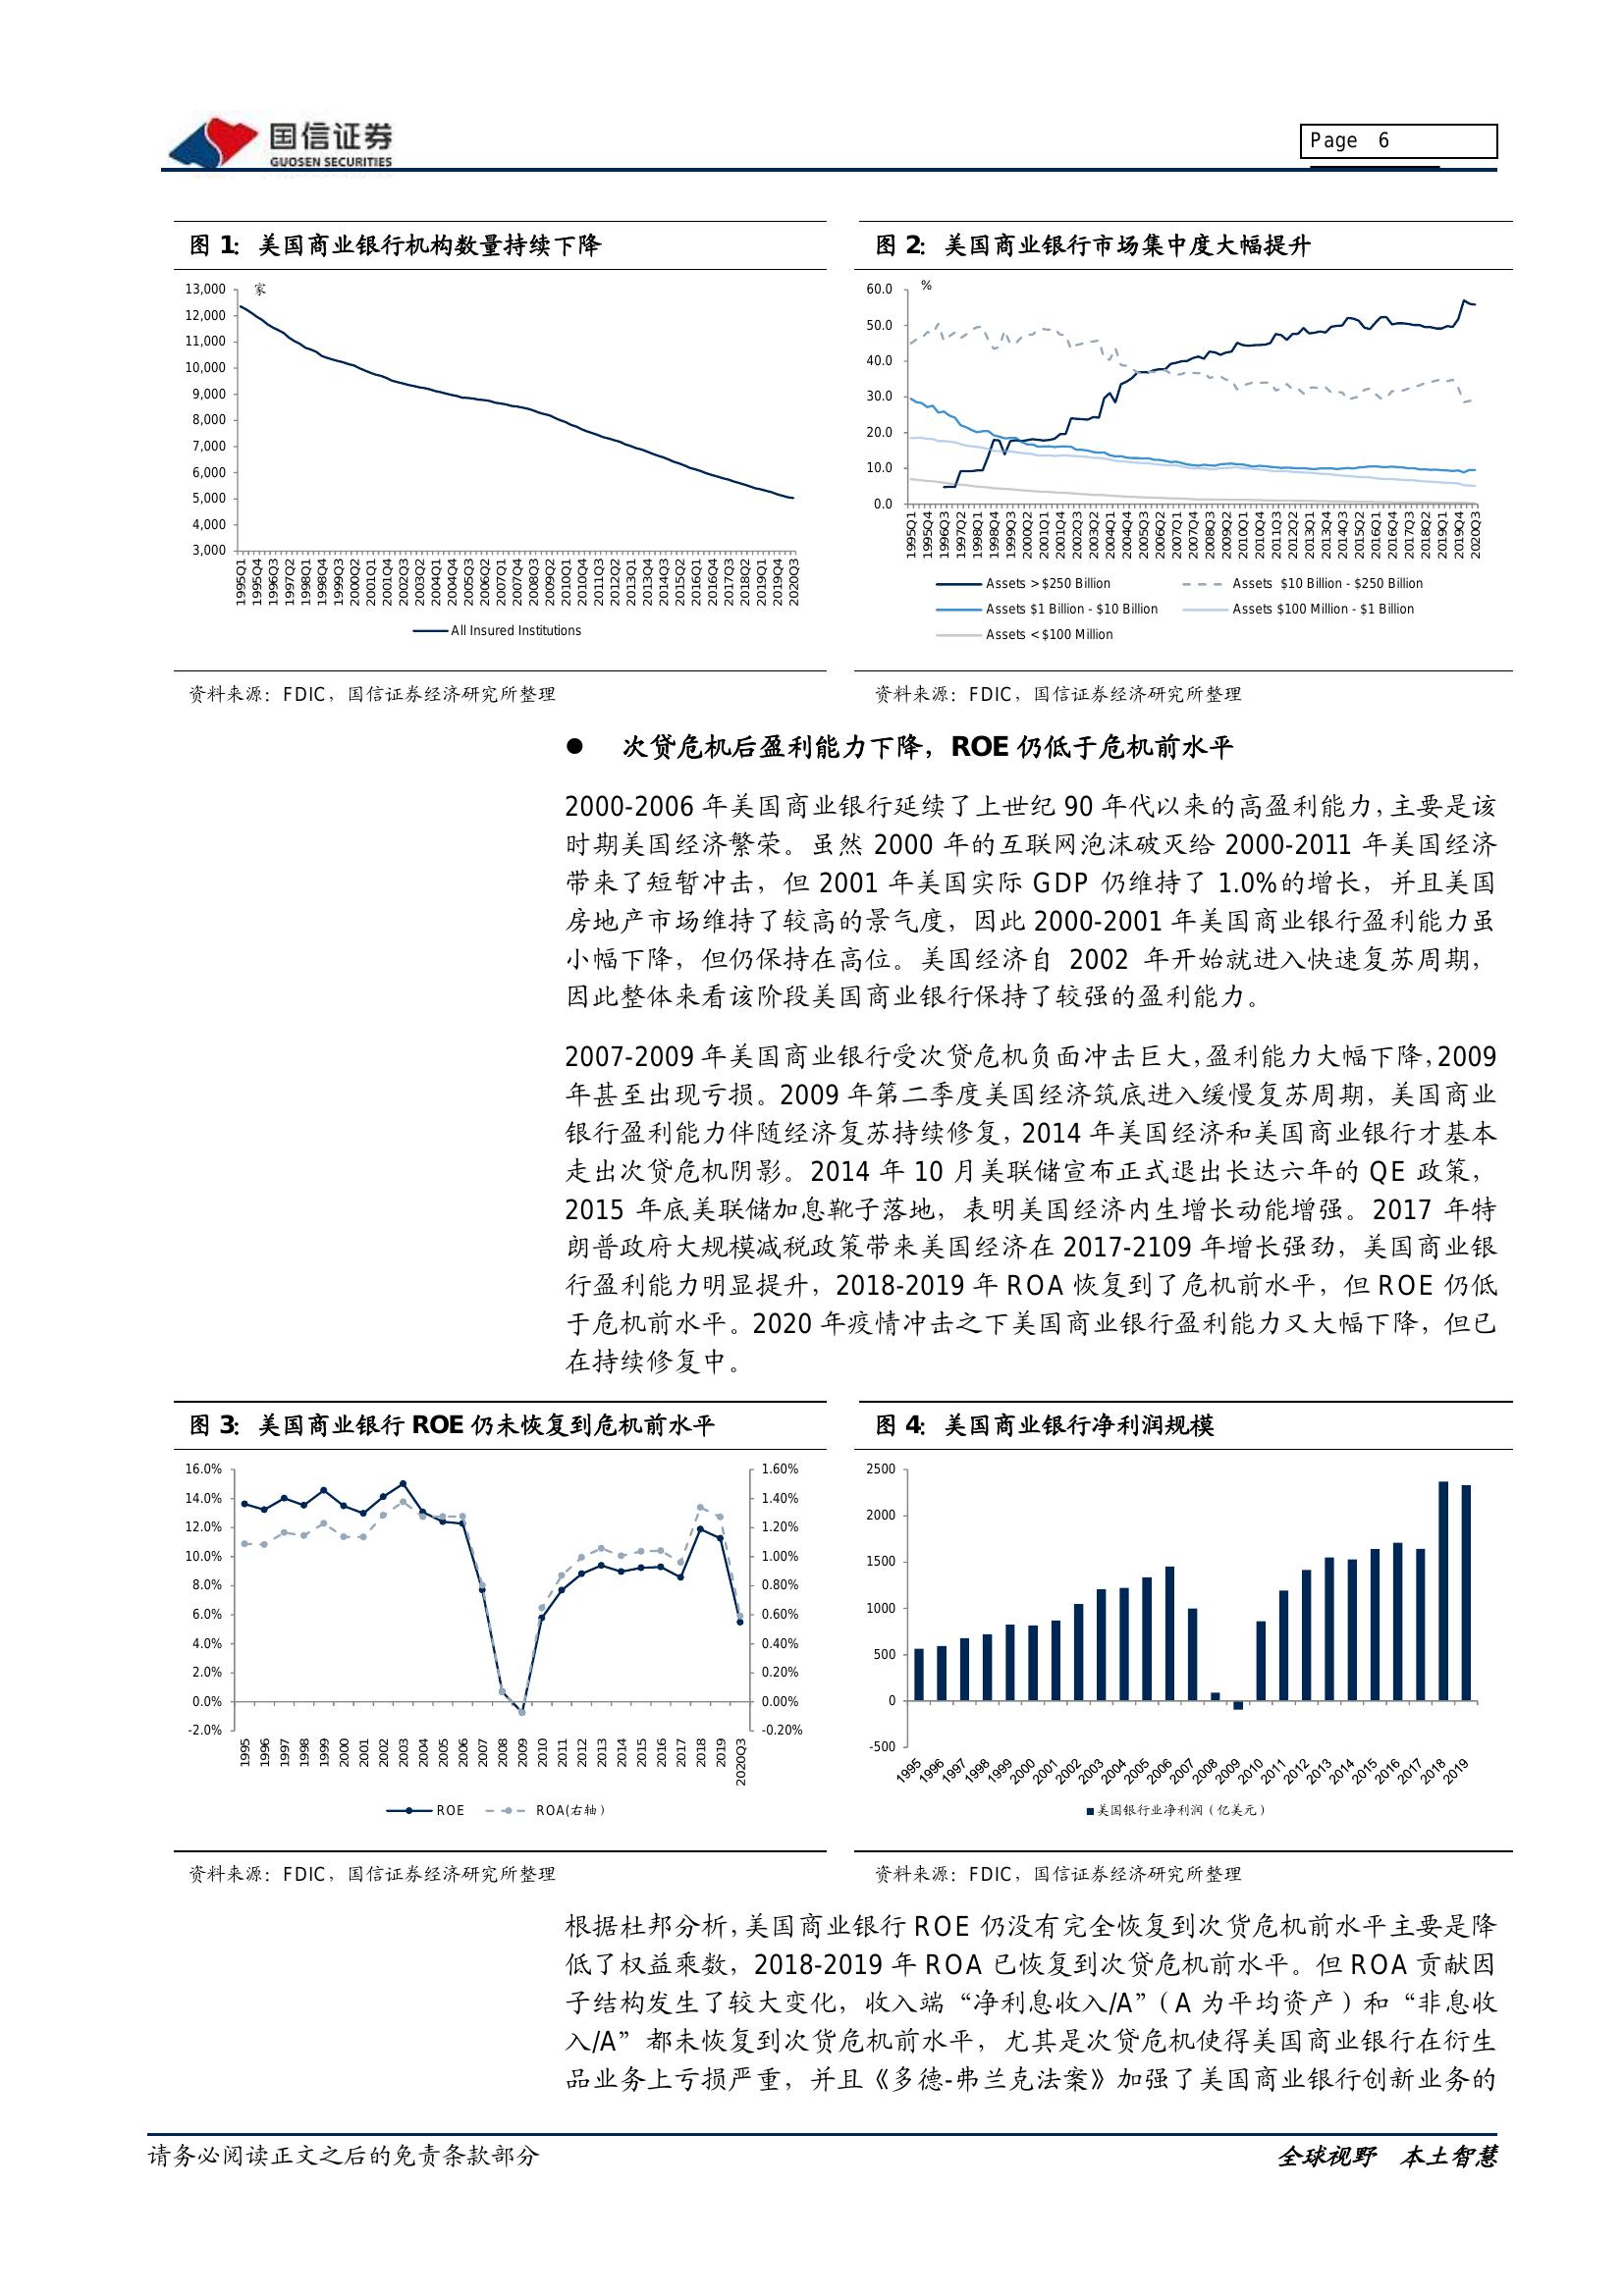 国信证券
GUOSEN SECURITIES
Page 6
图 1: 美国商业银行机构数量持续下降
家
13,000
12,000
11,000
10,000
9,000
8,000
7,000
6,000
5,000
4,000
3,000
1995Q1 1995Q4 1996Q3 1997Q2 1998Q1 1998Q4 1999Q3 2000Q2 2001Q1 2001Q4 2002Q3 2003Q2 2004Q1 2004Q4 2005Q3 2006Q2 2007Q1 2007Q4 2008Q3 2009Q2 2010Q1 2010Q4 2011Q3 2012Q2 2013Q1 2013Q4 2014Q3 2015Q2 2016Q1 2016Q4 2017Q3 2018Q2 2019Q1 2019Q4 2020Q3
All Insured Institutions
资料来源：FDIC，国信证券经济研究所整理
图 2: 美国商业银行市场集中度大幅提升
%
60.0
50.0
40.0
30.0
20.0
10.0
0.0
1995Q1 1995Q4 1996Q3 1997Q2 1998Q1 1998Q4 1999Q3 2000Q2 2001Q1 2001Q4 2002Q3 2003Q2 2004Q1 2004Q4 2005Q3 2006Q2 2007Q1 2007Q4 2008Q3 2009Q2 2010Q1 2010Q4 2011Q3 2012Q2 2013Q1 2013Q4 2014Q3 2015Q2 2016Q1 2016Q4 2017Q3 2018Q2 2019Q1 2019Q4 2020Q3
Assets > $250 Billion
Assets $10 Billion - $250 Billion
Assets $1 Billion - $10 Billion
Assets $100 Million - $1 Billion
Assets < $100 Million
资料来源：FDIC，国信证券经济研究所整理
● 次贷危机后盈利能力下降，ROE 仍低于危机前水平
2000-2006 年美国商业银行延续了上世纪 90 年代以来的高盈利能力，主要是该
时期美国经济繁荣。虽然 2000 年的互联网泡沫破灭给 2000-2011 年美国经济
带来了短暂冲击，但 2001 年美国实际 GDP 仍维持了 1.0%的增长，并且美国
房地产市场维持了较高的景气度，因此 2000-2001 年美国商业银行盈利能力虽
小幅下降，但仍保持在高位。美国经济自 2002 年开始就进入快速复苏周期，
因此整体来看该阶段美国商业银行保持了较强的盈利能力。
2007-2009 年美国商业银行受次贷危机负面冲击巨大，盈利能力大幅下降，2009
年甚至出现亏损。2009 年第二季度美国经济筑底进入缓慢复苏周期，美国商业
银行盈利能力伴随经济复苏持续修复，2014 年美国经济和美国商业银行才基本
走出次贷危机阴影。2014 年 10 月美联储宣布正式退出长达六年的 QE 政策，
2015 年底美联储加息靴子落地，表明美国经济内生增长动能增强。2017 年特
朗普政府大规模减税政策带来美国经济在 2017-2109 年增长强劲，美国商业银
行盈利能力明显提升，2018-2019 年 ROA 恢复到了危机前水平，但 ROE 仍低
于危机前水平。2020 年疫情冲击之下美国商业银行盈利能力又大幅下降，但已
在持续修复中。
图 3: 美国商业银行 ROE 仍未恢复到危机前水平
16.0%
14.0%
12.0%
10.0%
8.0%
6.0%
4.0%
2.0%
0.0%
-2.0%
1.60%
1.40%
1.20%
1.00%
0.80%
0.60%
0.40%
0.20%
0.00%
-0.20%
1995 1996 1997 1998 1999 2000 2001 2002 2003 2004 2005 2006 2007 2008 2009 2010 2011 2012 2013 2014 2015 2016 2017 2018 2019 2020Q3
ROE ROA(右轴)
资料来源：FDIC，国信证券经济研究所整理
图 4: 美国商业银行净利润规模
2500
2000
1500
1000
500
0
-500
1995 1996 1997 1998 1999 2000 2001 2002 2003 2004 2005 2006 2007 2008 2009 2010 2011 2012 2013 2014 2015 2016 2017 2018 2019
美国银行业净利润（亿美元）
资料来源：FDIC，国信证券经济研究所整理
根据杜邦分析，美国商业银行 ROE 仍没有完全恢复到次货危机前水平主要是降
低了权益乘数，2018-2019 年 ROA 已恢复到次贷危机前水平。但 ROA 贡献因
子结构发生了较大变化，收入端“净利息收入/A”（A 为平均资产）和“非息收
入/A”都未恢复到次货危机前水平，尤其是次贷危机使得美国商业银行在衍生
品业务上亏损严重，并且《多德-弗兰克法案》加强了美国商业银行创新业务的
请务必阅读正文之后的免责条款部分
全球视野 本土智慧